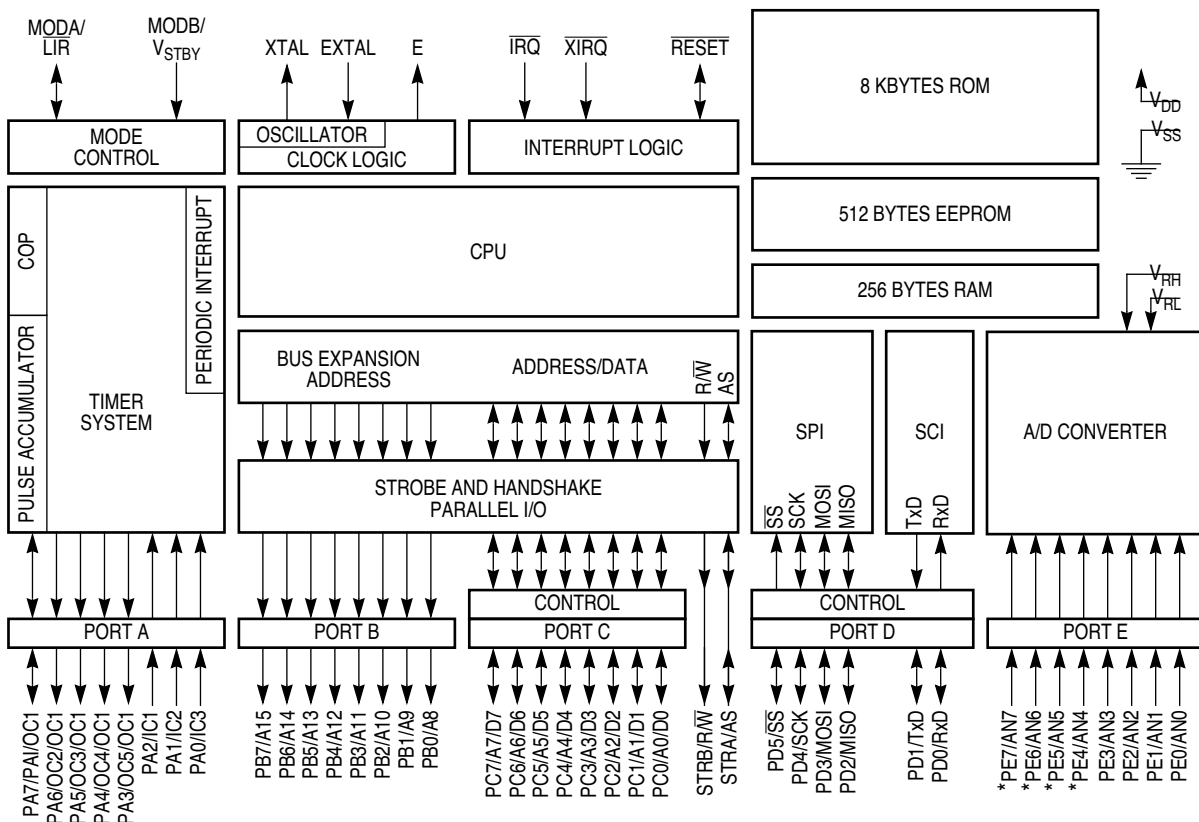 MODA/
L̅I̅R̅
MODB/
VSTBY
XTAL
EXTAL
E
I̅R̅Q̅
X̅I̅R̅Q̅
R̅E̅S̅E̅T̅
8 KBYTES ROM
VDD
VSS
MODE
CONTROL
OSCILLATOR
CLOCK LOGIC
INTERRUPT LOGIC
COP
PERIODIC INTERRUPT
CPU
512 BYTES EEPROM
256 BYTES RAM
VRH
VRL
PULSE ACCUMULATOR
TIMER
SYSTEM
BUS EXPANSION
ADDRESS
ADDRESS/DATA
R/W̅
AS
STROBE AND HANDSHAKE
PARALLEL I/O
SPI
S̅S̅
SCK
MOSI
MISO
SCI
TxD
RxD
A/D CONVERTER
CONTROL
CONTROL
PORT A
PORT B
PORT C
PORT D
PORT E
PA7/PAI/OC1
PA6/OC2/OC1
PA5/OC3/OC1
PA4/OC4/OC1
PA3/OC5/OC1
PA2/IC1
PA1/IC2
PA0/IC3
PB7/A15
PB6/A14
PB5/A13
PB4/A12
PB3/A11
PB2/A10
PB1/A9
PB0/A8
PC7/A7/D7
PC6/A6/D6
PC5/A5/D5
PC4/A4/D4
PC3/A3/D3
PC2/A2/D2
PC1/A1/D1
PC0/A0/D0
STRB/R/W̅
STRA/AS
PD5/S̅S̅
PD4/SCK
PD3/MOSI
PD2/MISO
PD1/TxD
PD0/RxD
*PE7/AN7
*PE6/AN6
*PE5/AN5
*PE4/AN4
PE3/AN3
PE2/AN2
PE1/AN1
PE0/AN0